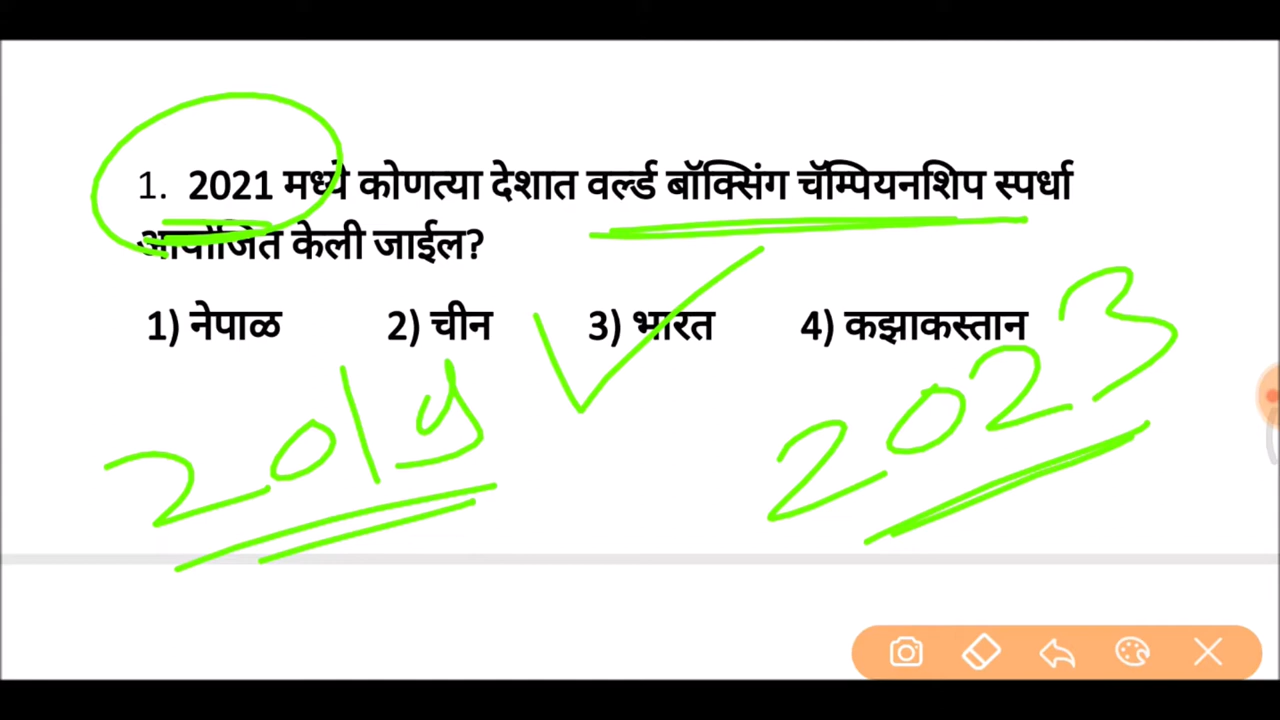 1. 2021 मध्ये कोणत्या देशात वर्ल्ड बॉक्सिंग चॅम्पियनशिप स्पर्धा
आयोजित केली जाईल?
1) नेपाळ 2) चीन 3) भारत 4) कझाकस्तान
2019 2023